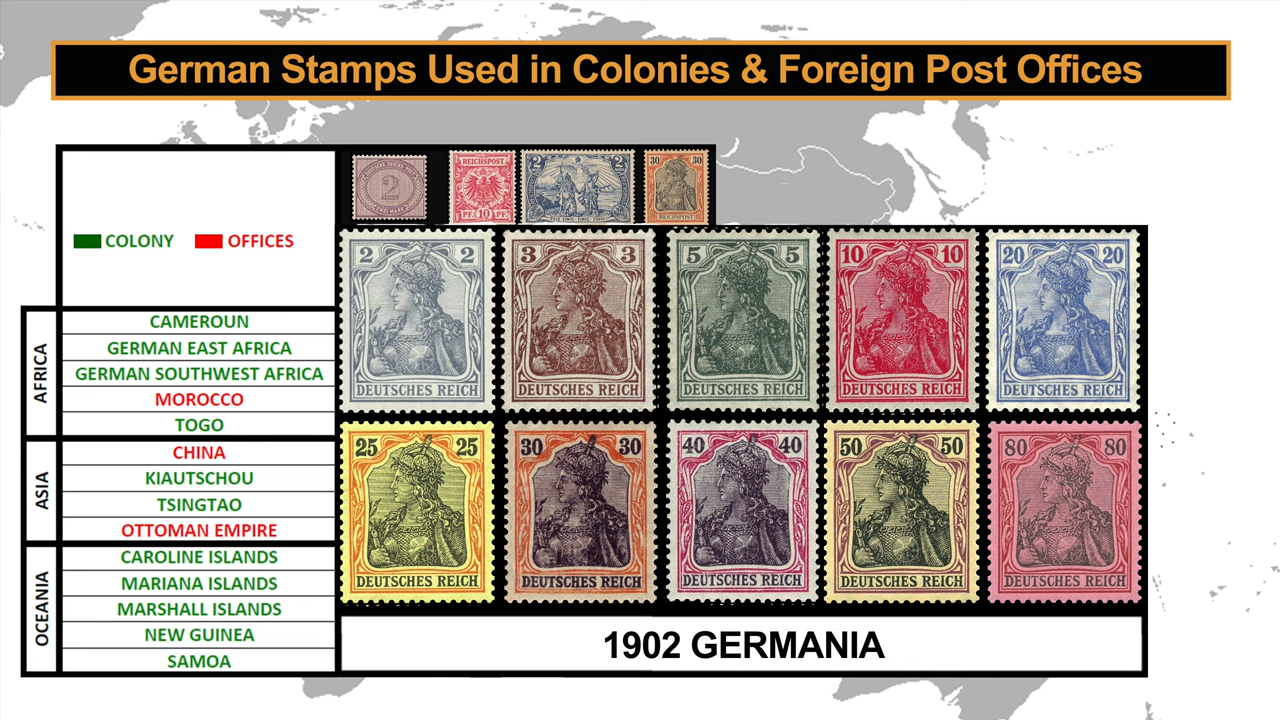 German Stamps Used in Colonies & Foreign Post Offices
2
REICHSPOST
PF 10 PF
2 2
30 30
REICHSPOST
COLONY OFFICES
2 2
DEUTSCHES REICH
3 3
DEUTSCHES REICH
5 5
DEUTSCHES REICH
10 10
DEUTSCHES REICH
20 20
DEUTSCHES REICH
25 25
DEUTSCHES REICH
30 30
DEUTSCHES REICH
40 40
DEUTSCHES REICH
50 50
DEUTSCHES REICH
80 80
DEUTSCHES REICH
AFRICA
CAMEROUN
GERMAN EAST AFRICA
GERMAN SOUTHWEST AFRICA
MOROCCO
TOGO
ASIA
CHINA
KIAUTSCHOU
TSINGTAO
OTTOMAN EMPIRE
OCEANIA
CAROLINE ISLANDS
MARIANA ISLANDS
MARSHALL ISLANDS
NEW GUINEA
SAMOA
1902 GERMANIA